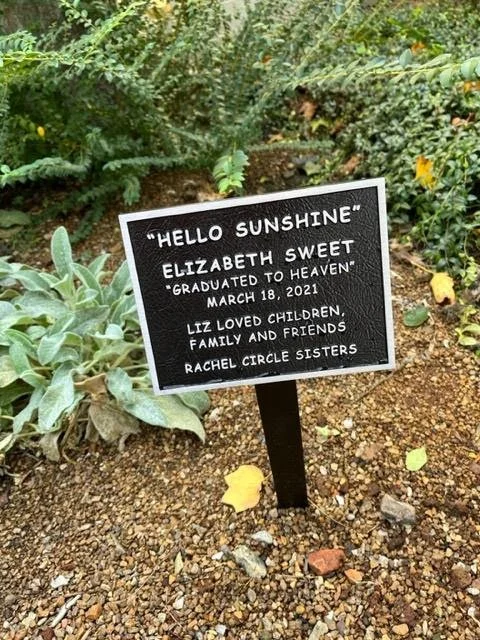 "HELLO SUNSHINE"
ELIZABETH SWEET
"GRADUATED TO HEAVEN"
MARCH 18, 2021
LIZ LOVED CHILDREN,
FAMILY AND FRIENDS
RACHEL CIRCLE SISTERS